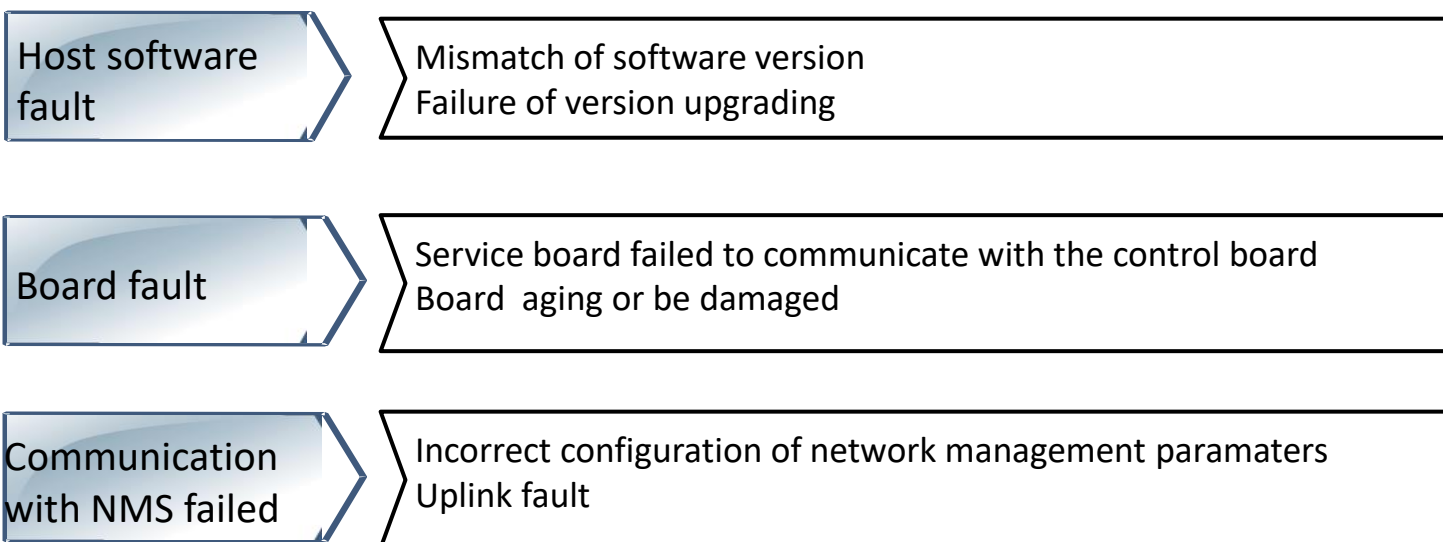 Host software
fault
Mismatch of software version
Failure of version upgrading
Board fault
Service board failed to communicate with the control board
Board  aging or be damaged
Communication
with NMS failed
Incorrect configuration of network management paramaters
Uplink fault